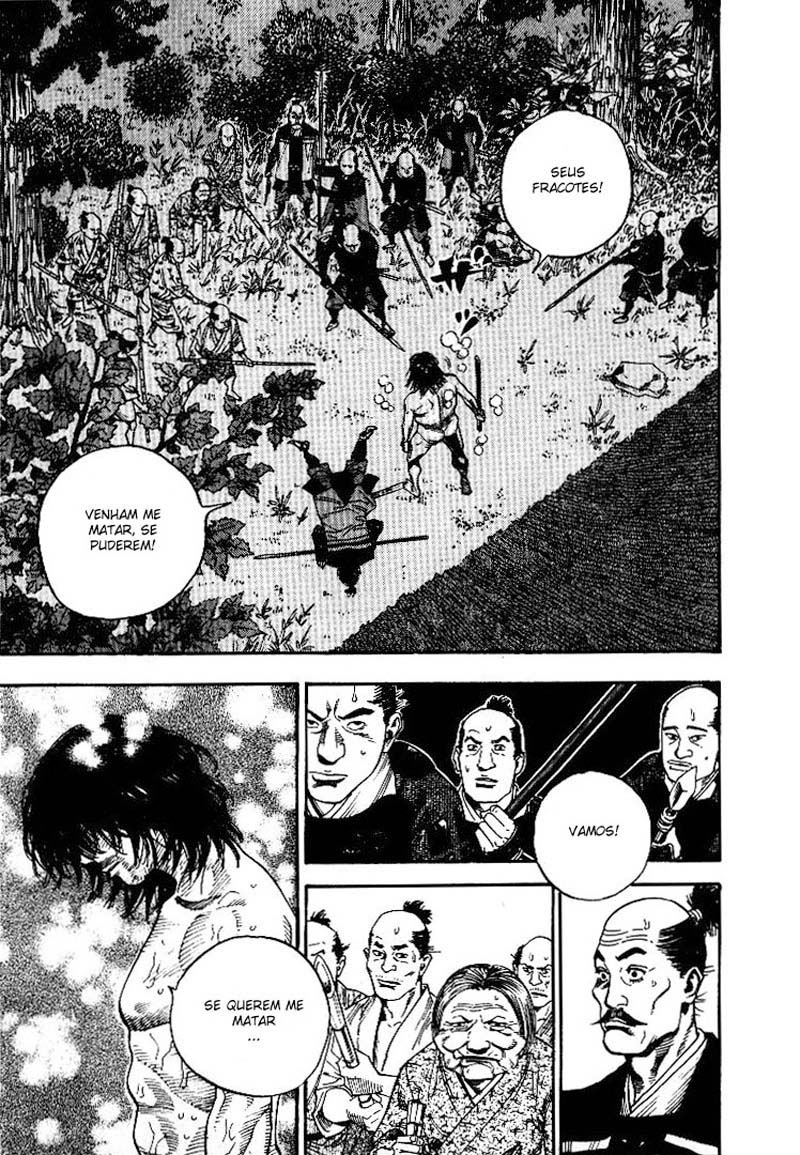 SEUS
FRACOTES!
VENHAM ME
MATAR, SE
PUDEREM!
VAMOS!
SE QUEREM ME
MATAR
...